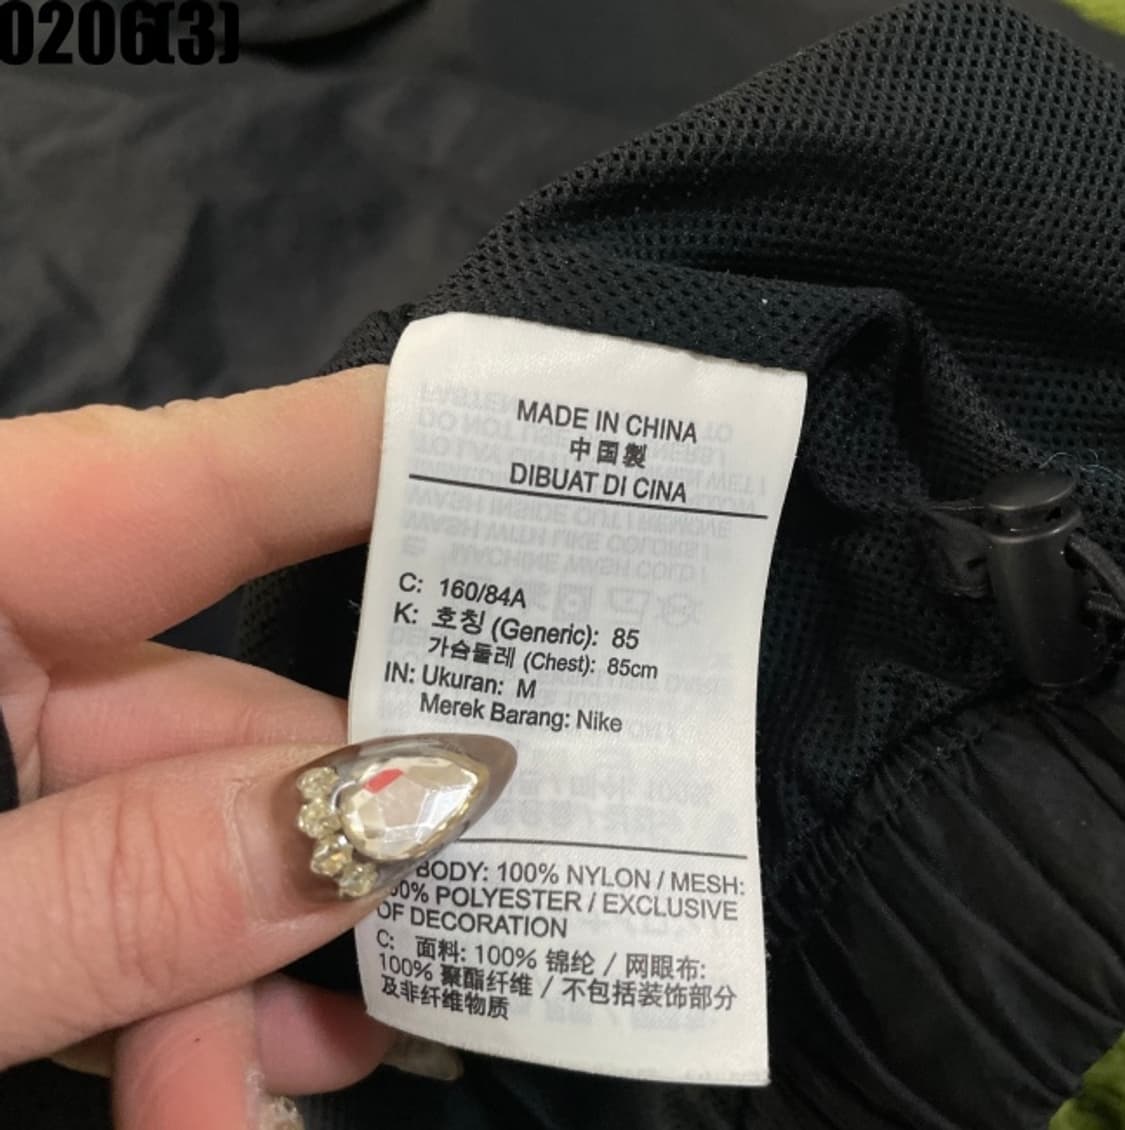 0206(3)
MADE IN CHINA
中国製
DIBUAT DI CINA
C: 160/84A
K: 호칭 (Generic): 85
가슴둘레 (Chest): 85cm
IN: Ukuran: M
Merek Barang: Nike
BODY: 100% NYLON / MESH:
POLYESTER / EXCLUSIVE
OF DECORATION
C: 面料: 100% 锦纶 / 网眼布:
100% 聚酯纤维 / 不包括装饰部分
及非纤维物质